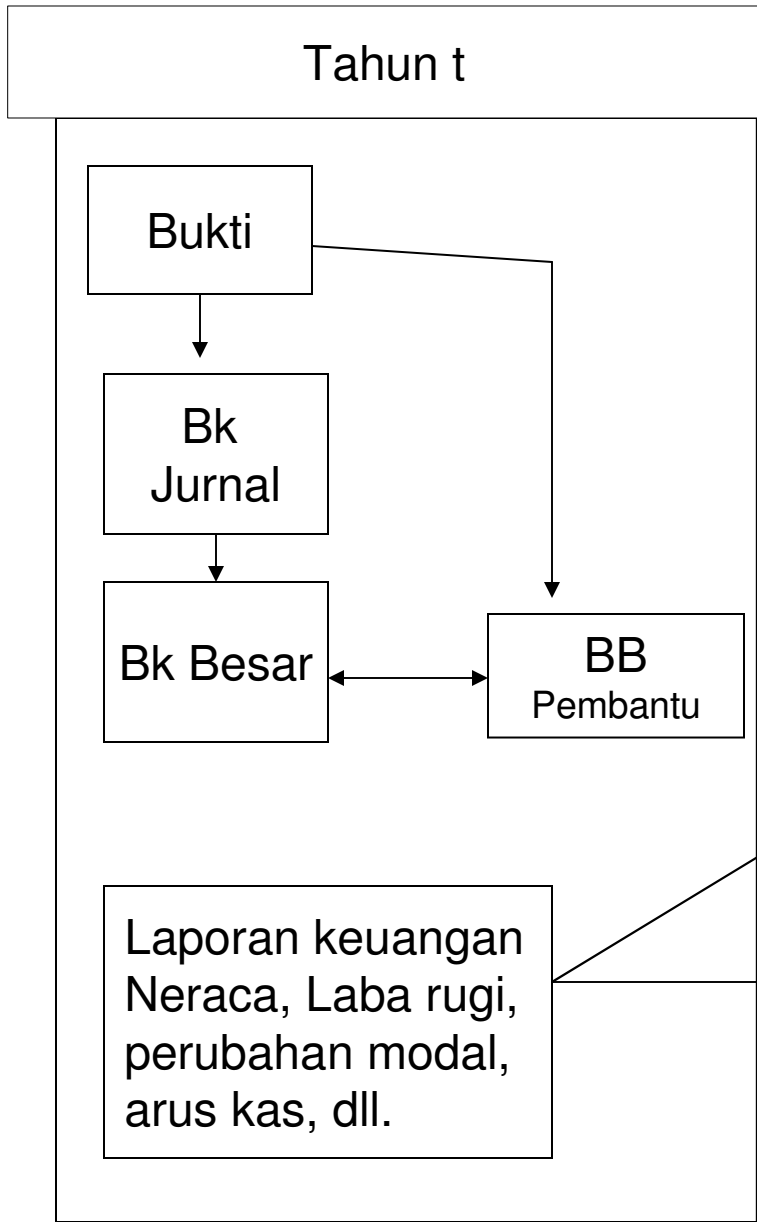 Tahun t
Bukti
Bk
Jurnal
Bk Besar
BB
Pembantu
Laporan keuangan
Neraca, Laba rugi,
perubahan modal,
arus kas, dll.